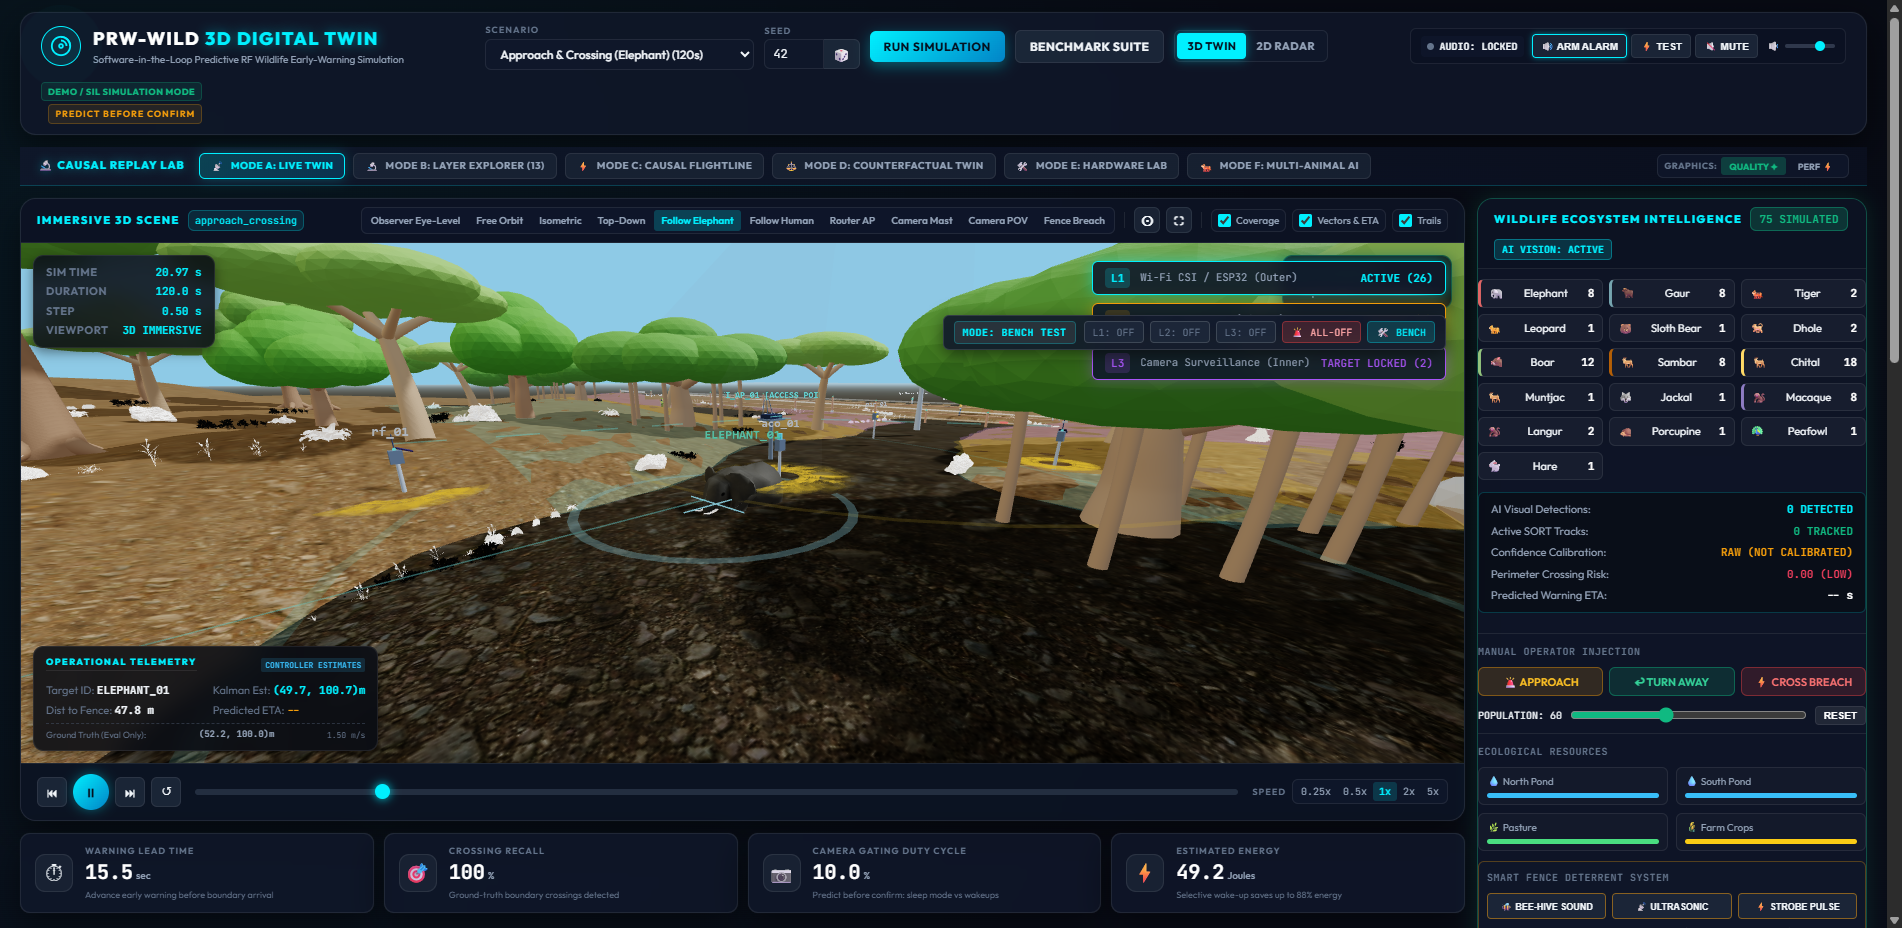 PRW-WILD 3D DIGITAL TWIN
Software-in-the-Loop Predictive RF Wildlife Early-Warning Simulation
DEMO / SIL SIMULATION MODE
PREDICT BEFORE CONFIRM
SCENARIO
Approach & Crossing (Elephant) (120s)
SEED
42
RUN SIMULATION
BENCHMARK SUITE
3D TWIN
2D RADAR
AUDIO: LOCKED
ARM ALARM
TEST
MUTE
CAUSAL REPLAY LAB
MODE A: LIVE TWIN
MODE B: LAYER EXPLORER (13)
MODE C: CAUSAL FLIGHTLINE
MODE D: COUNTERFACTUAL TWIN
MODE E: HARDWARE LAB
MODE F: MULTI-ANIMAL AI
GRAPHICS:
QUALITY
PERF
IMMERSIVE 3D SCENE
approach_crossing
Observer Eye-Level
Free Orbit
Isometric
Top-Down
Follow Elephant
Follow Human
Router AP
Camera Mast
Camera POV
Fence Breach
Coverage
Vectors & ETA
Trails
SIM TIME 20.97 s
DURATION 120.0 s
STEP 0.50 s
VIEWPORT 3D IMMERSIVE
L1 Wi-Fi CSI / ESP32 (Outer) ACTIVE (26)
MODE: BENCH TEST
L1: OFF
L2: OFF
L3: OFF
ALL-OFF
BENCH
L3 Camera Surveillance (Inner) TARGET LOCKED (2)
rf_01
ELEPHANT_01
OPERATIONAL TELEMETRY
CONTROLLER ESTIMATES
Target ID: ELEPHANT_01
Kalman Est: (49.7, 100.7)m
Dist to Fence: 47.8 m
Predicted ETA: --
Ground Truth (Eval Only): (52.2, 100.0)m 1.50 m/s
SPEED
0.25x 0.5x 1x 2x 5x
WARNING LEAD TIME
15.5 sec
Advance early warning before boundary arrival
CROSSING RECALL
100 %
Ground-truth boundary crossings detected
CAMERA GATING DUTY CYCLE
10.0 %
Predict before confirm: sleep mode vs wakeups
ESTIMATED ENERGY
49.2 Joules
Selective wake-up saves up to 88% energy
WILDLIFE ECOSYSTEM INTELLIGENCE
75 SIMULATED
AI VISION: ACTIVE
Elephant 8
Gaur 8
Tiger 2
Leopard 1
Sloth Bear 1
Dhole 2
Boar 12
Sambar 8
Chital 18
Muntjac 1
Jackal 1
Macaque 8
Langur 2
Porcupine 1
Peafowl 1
Hare 1
AI Visual Detections: 0 DETECTED
Active SORT Tracks: 0 TRACKED
Confidence Calibration: RAW (NOT CALIBRATED)
Perimeter Crossing Risk: 0.00 (LOW)
Predicted Warning ETA: -- s
MANUAL OPERATOR INJECTION
APPROACH
TURN AWAY
CROSS BREACH
POPULATION: 60
RESET
ECOLOGICAL RESOURCES
North Pond
South Pond
Pasture
Farm Crops
SMART FENCE DETERRENT SYSTEM
BEE-HIVE SOUND
ULTRASONIC
STROBE PULSE